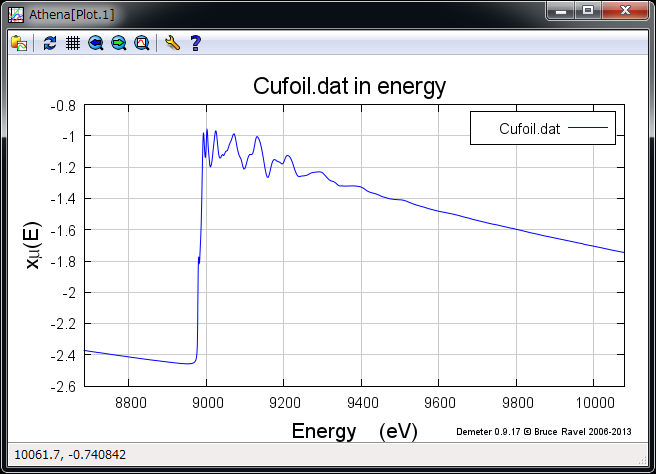 Athena[Plot.1]
Cufoil.dat in energy
Cufoil.dat
-0.8
-1
-1.2
-1.4
-1.6
-1.8
-2
-2.2
-2.4
-2.6
xμ(E)
8800 9000 9200 9400 9600 9800 10000
Energy (eV)
Demeter 0.9.17 © Bruce Ravel 2006-2013
10061.7, -0.740842